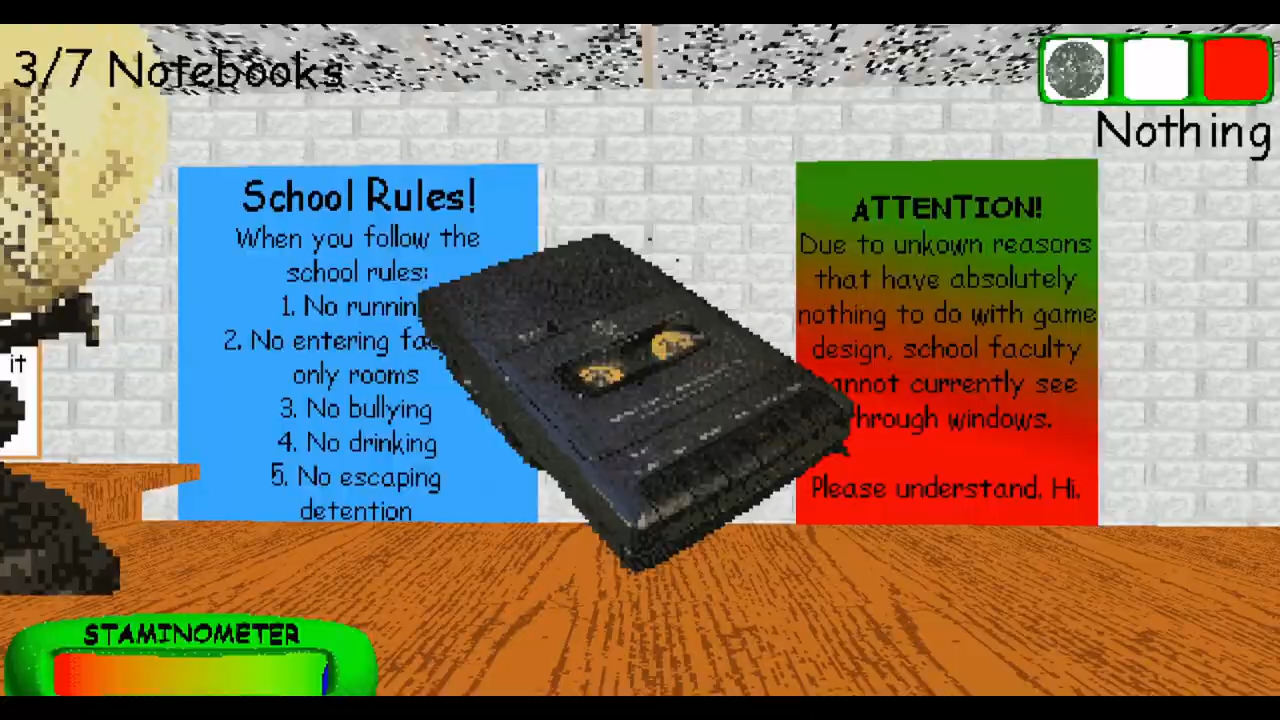 3/7 Notebooks
Nothing
School Rules!
When you follow the
school rules:
1. No runnin
2. No entering fac
only rooms
3. No bullying
4. No drinking
5. No escaping
detention
ATTENTION!
Due to unkown reasons
that have absolutely
nothing to do with game
design, school faculty
annot currently see
hrough windows.
Please understand. Hi.
it
STAMINOMETER